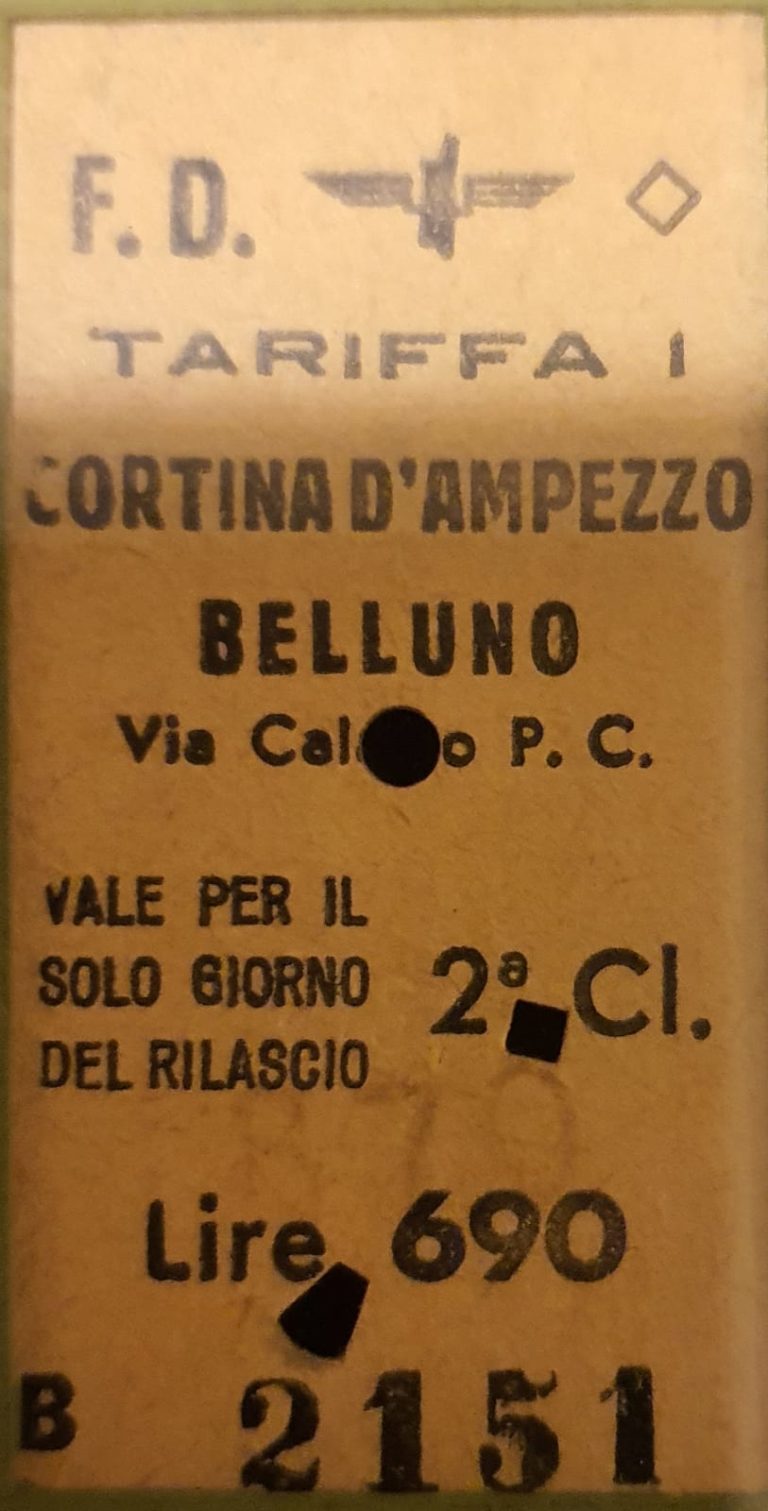 F. D.
TARIFFA 1
CORTINA D'AMPEZZO
BELLUNO
Via P. C.
VALE PER IL
SOLO GIORNO
DEL RILASCIO
2ª Cl.
Lire 690
B 2151